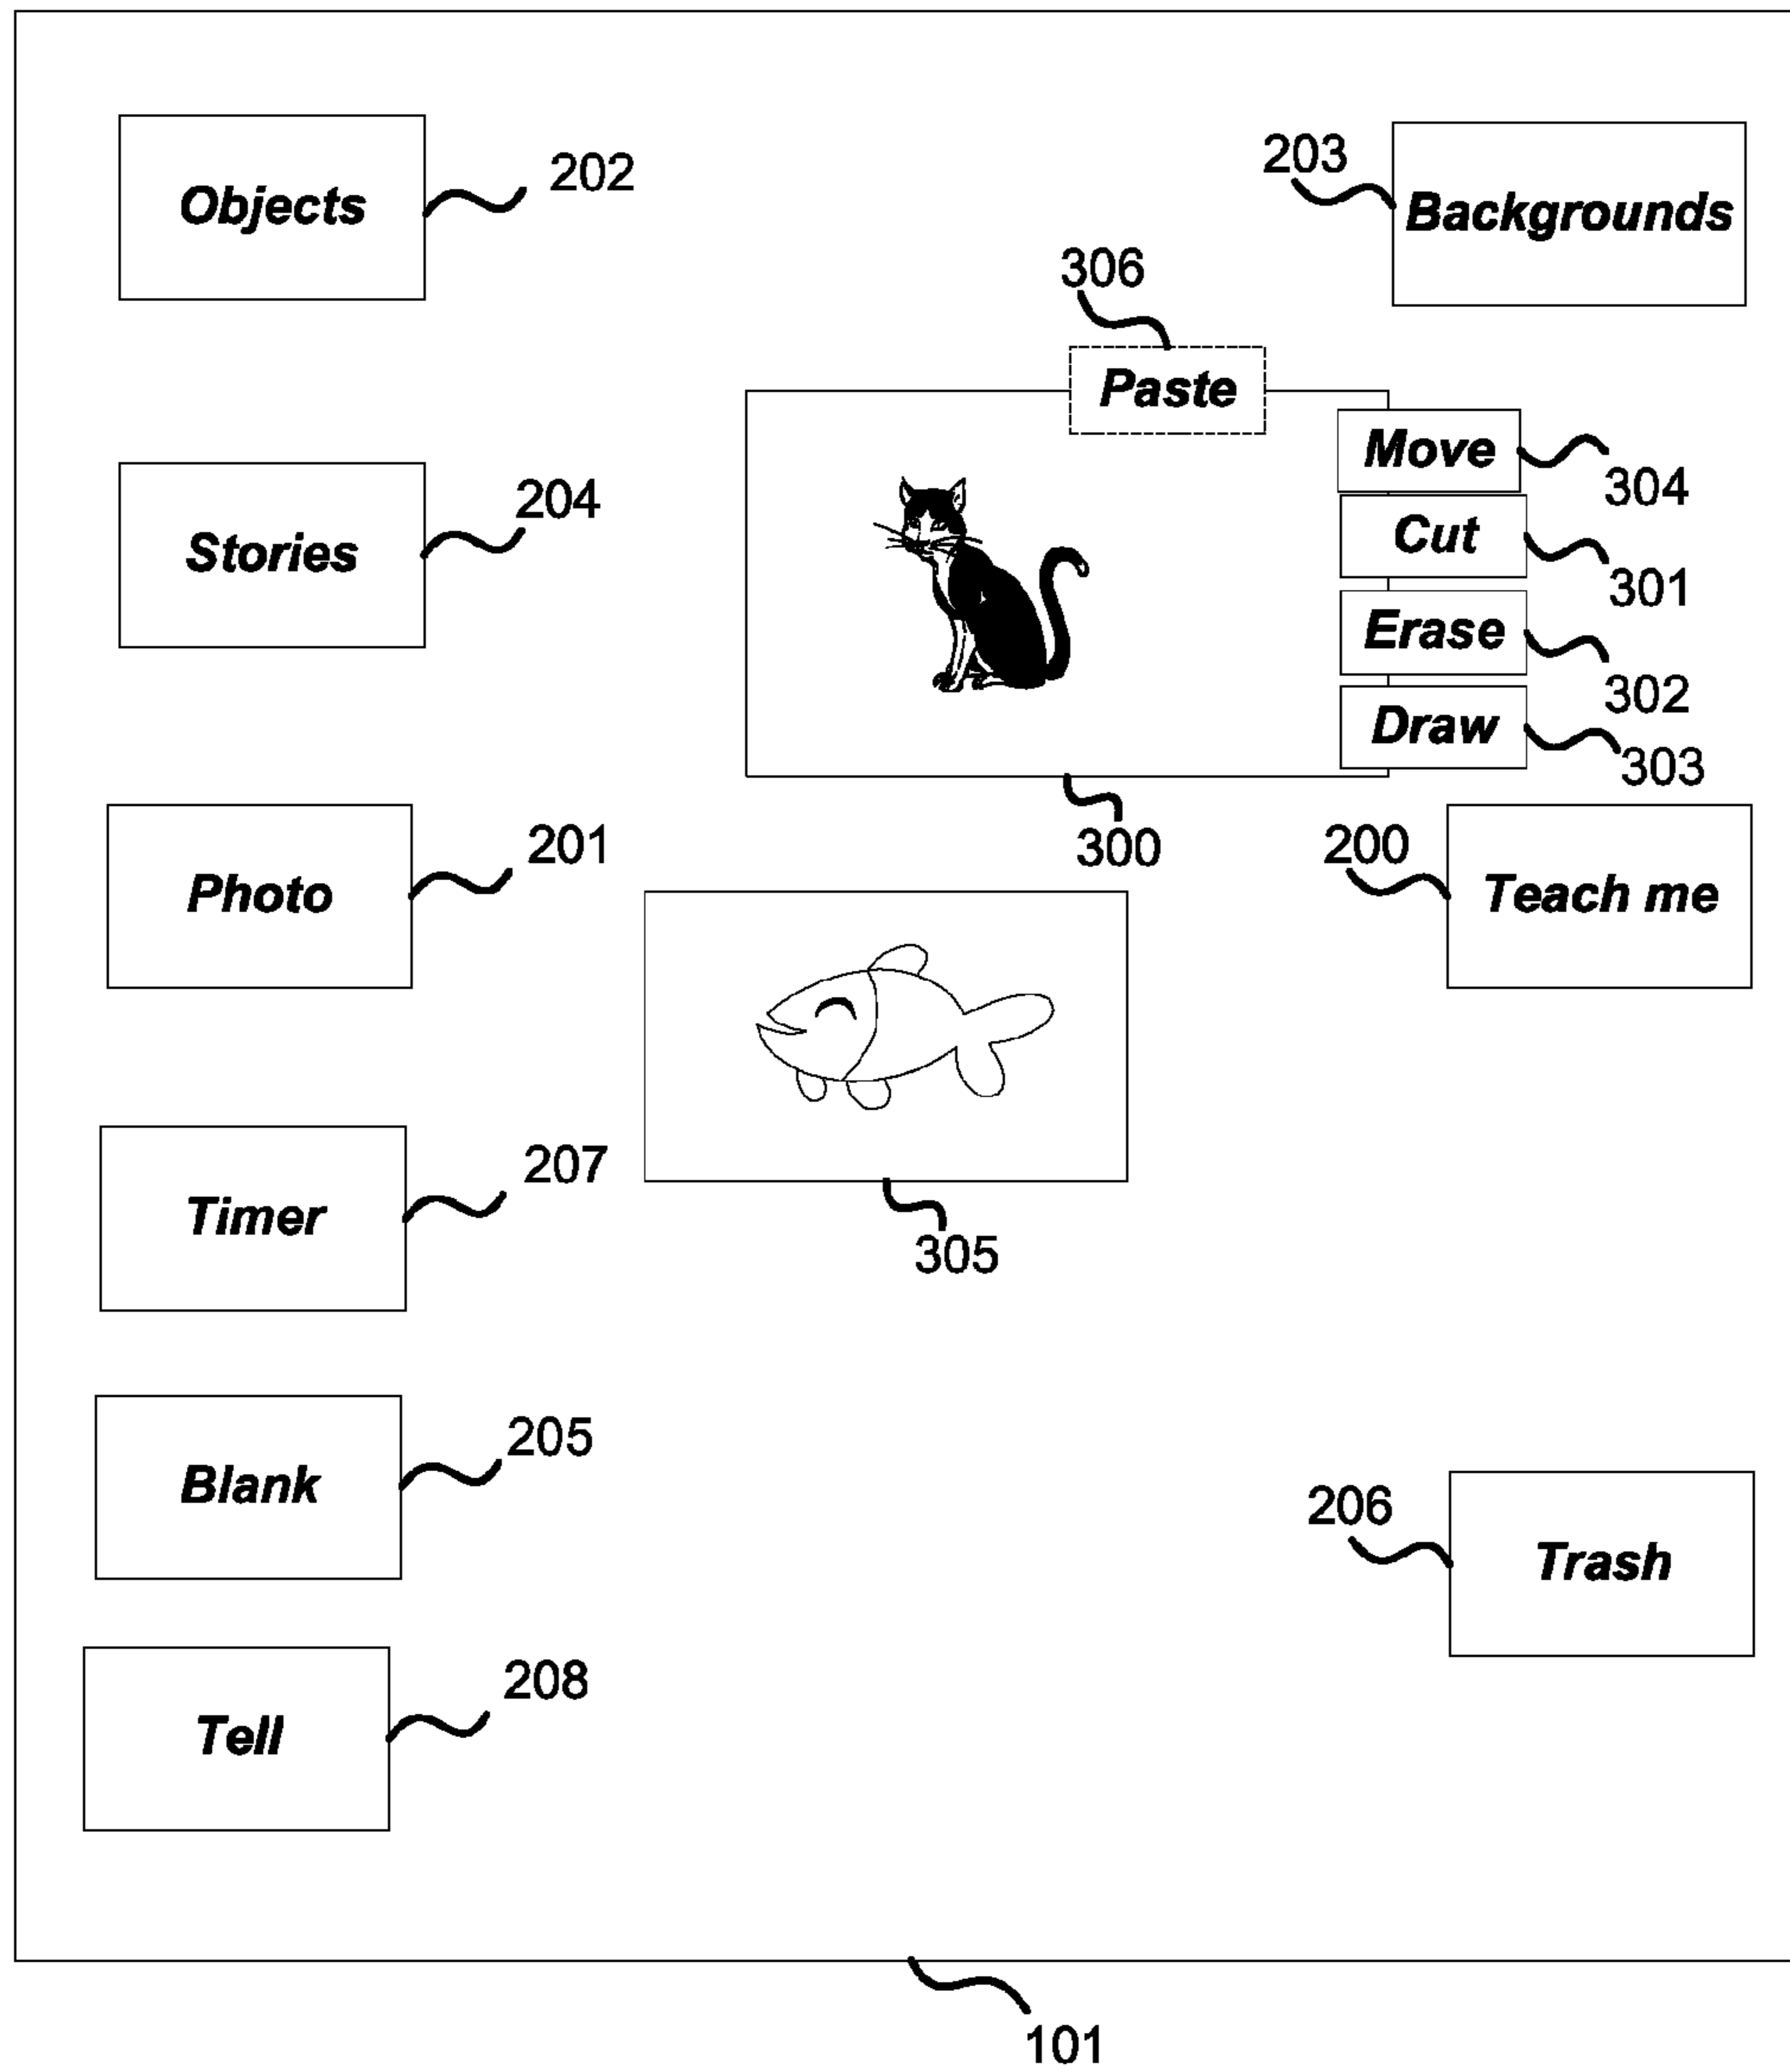 Objects
202
203
Backgrounds
306
Paste
Move
304
Cut
301
Erase
302
Draw
303
300
Stories
204
Photo
201
200
Teach me
305
Timer
207
Blank
205
206
Trash
Tell
208
101